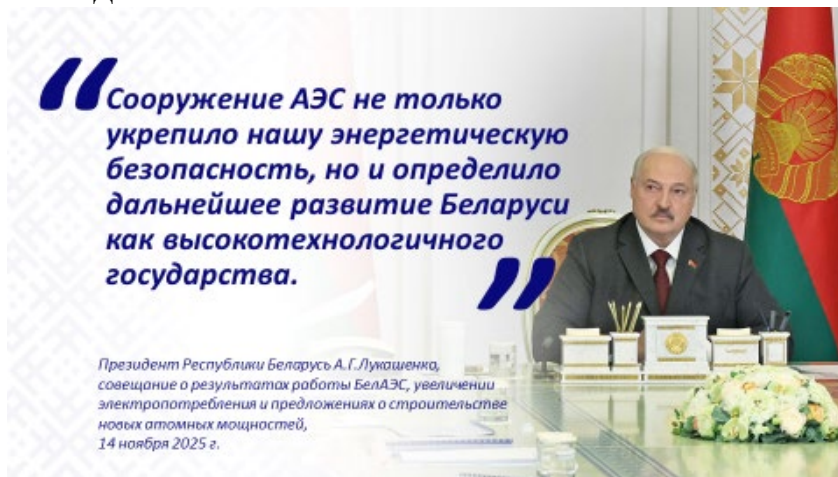 “Сооружение АЭС не только
укрепило нашу энергетическую
безопасность, но и определило
дальнейшее развитие Беларуси
как высокотехнологичного
государства.”
Президент Республики Беларусь А.Г.Лукашенко,
совещание о результатах работы БелАЭС, увеличении
электропотребления и предложениях о строительстве
новых атомных мощностей,
14 ноября 2025 г.